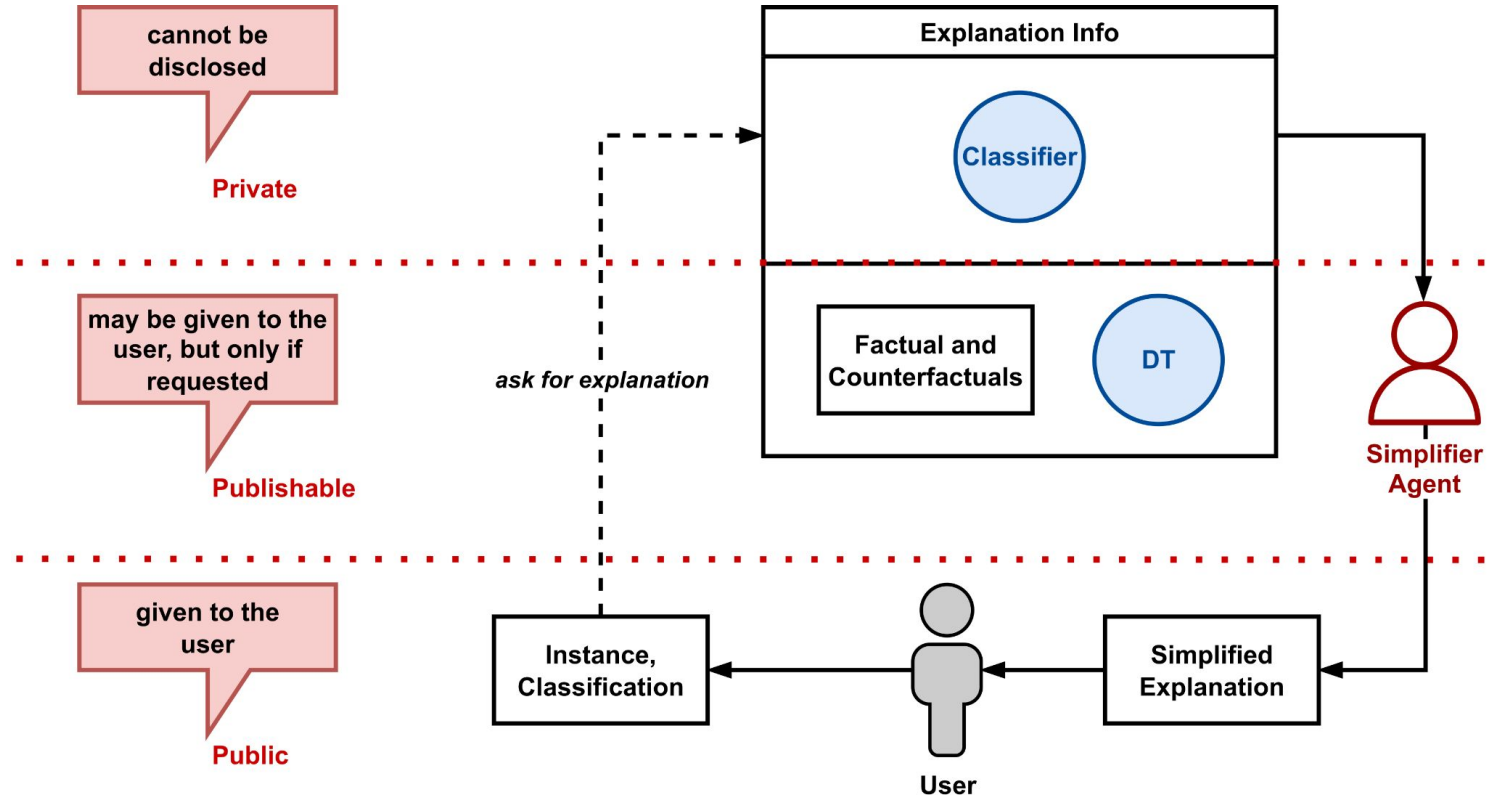 cannot be
disclosed
Private
Explanation Info
Classifier
may be given to the
user, but only if
requested
Publishable
ask for explanation
Factual and
Counterfactuals
DT
Simplifier
Agent
given to the
user
Public
Instance,
Classification
User
Simplified
Explanation